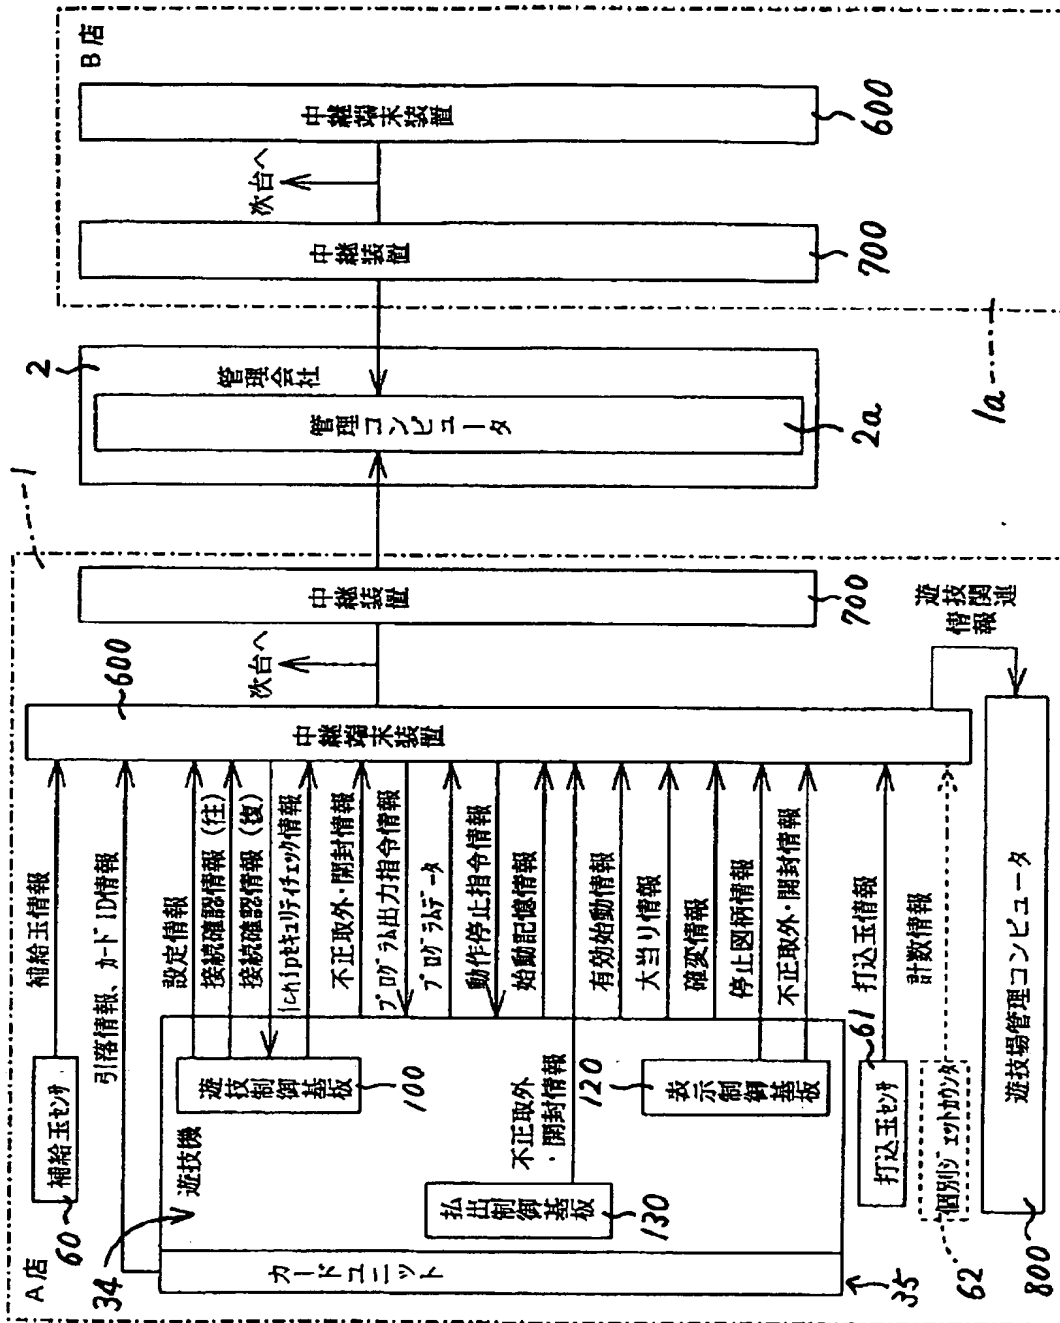 A店
60
補給玉センサ
補給玉情報
34
引落情報、カードID情報
遊技機
カードユニット
35
遊技制御基板
100
設定情報
接続確認情報(往)
接続確認情報(復)
1chipセキュリティチェック情報
不正取外・開封情報
プログラム出力指令情報
プログラムデータ
動作停止指令情報
始動記憶情報
払出制御基板
130
不正取外
・開封情報
有効始動情報
大当り情報
確変情報
停止図柄情報
不正取外・開封情報
表示制御基板
120
打込玉センサ
61
打込玉情報
個別ジェットカウンタ
62
計数情報
遊技場管理コンピュータ
800
遊技関連
情報
中継端末装置
600
次台へ
中継装置
700
1
2
管理会社
管理コンピュータ
2a
1a
B店
中継装置
700
次台へ
中継端末装置
600